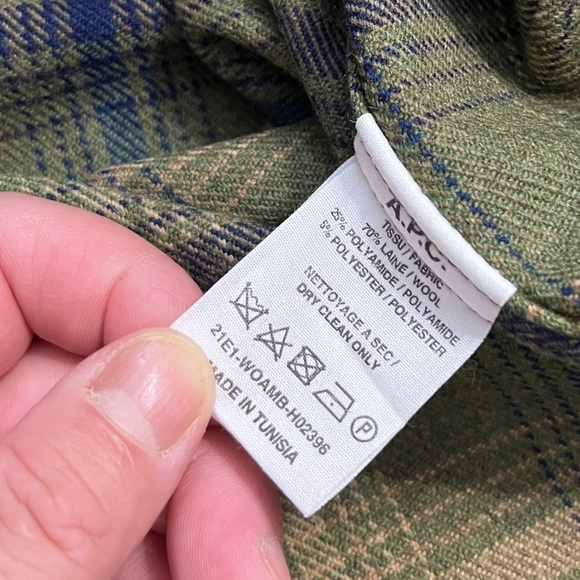 A.P.C.
TISSU/FABRIC
70% LAINE / WOOL
25% POLYAMIDE / POLYAMIDE
5% POLYESTER / POLYESTER
NETTOYAGE A SEC /
DRY CLEAN ONLY
P
21E1-WOAMB-H02396
MADE IN TUNISIA